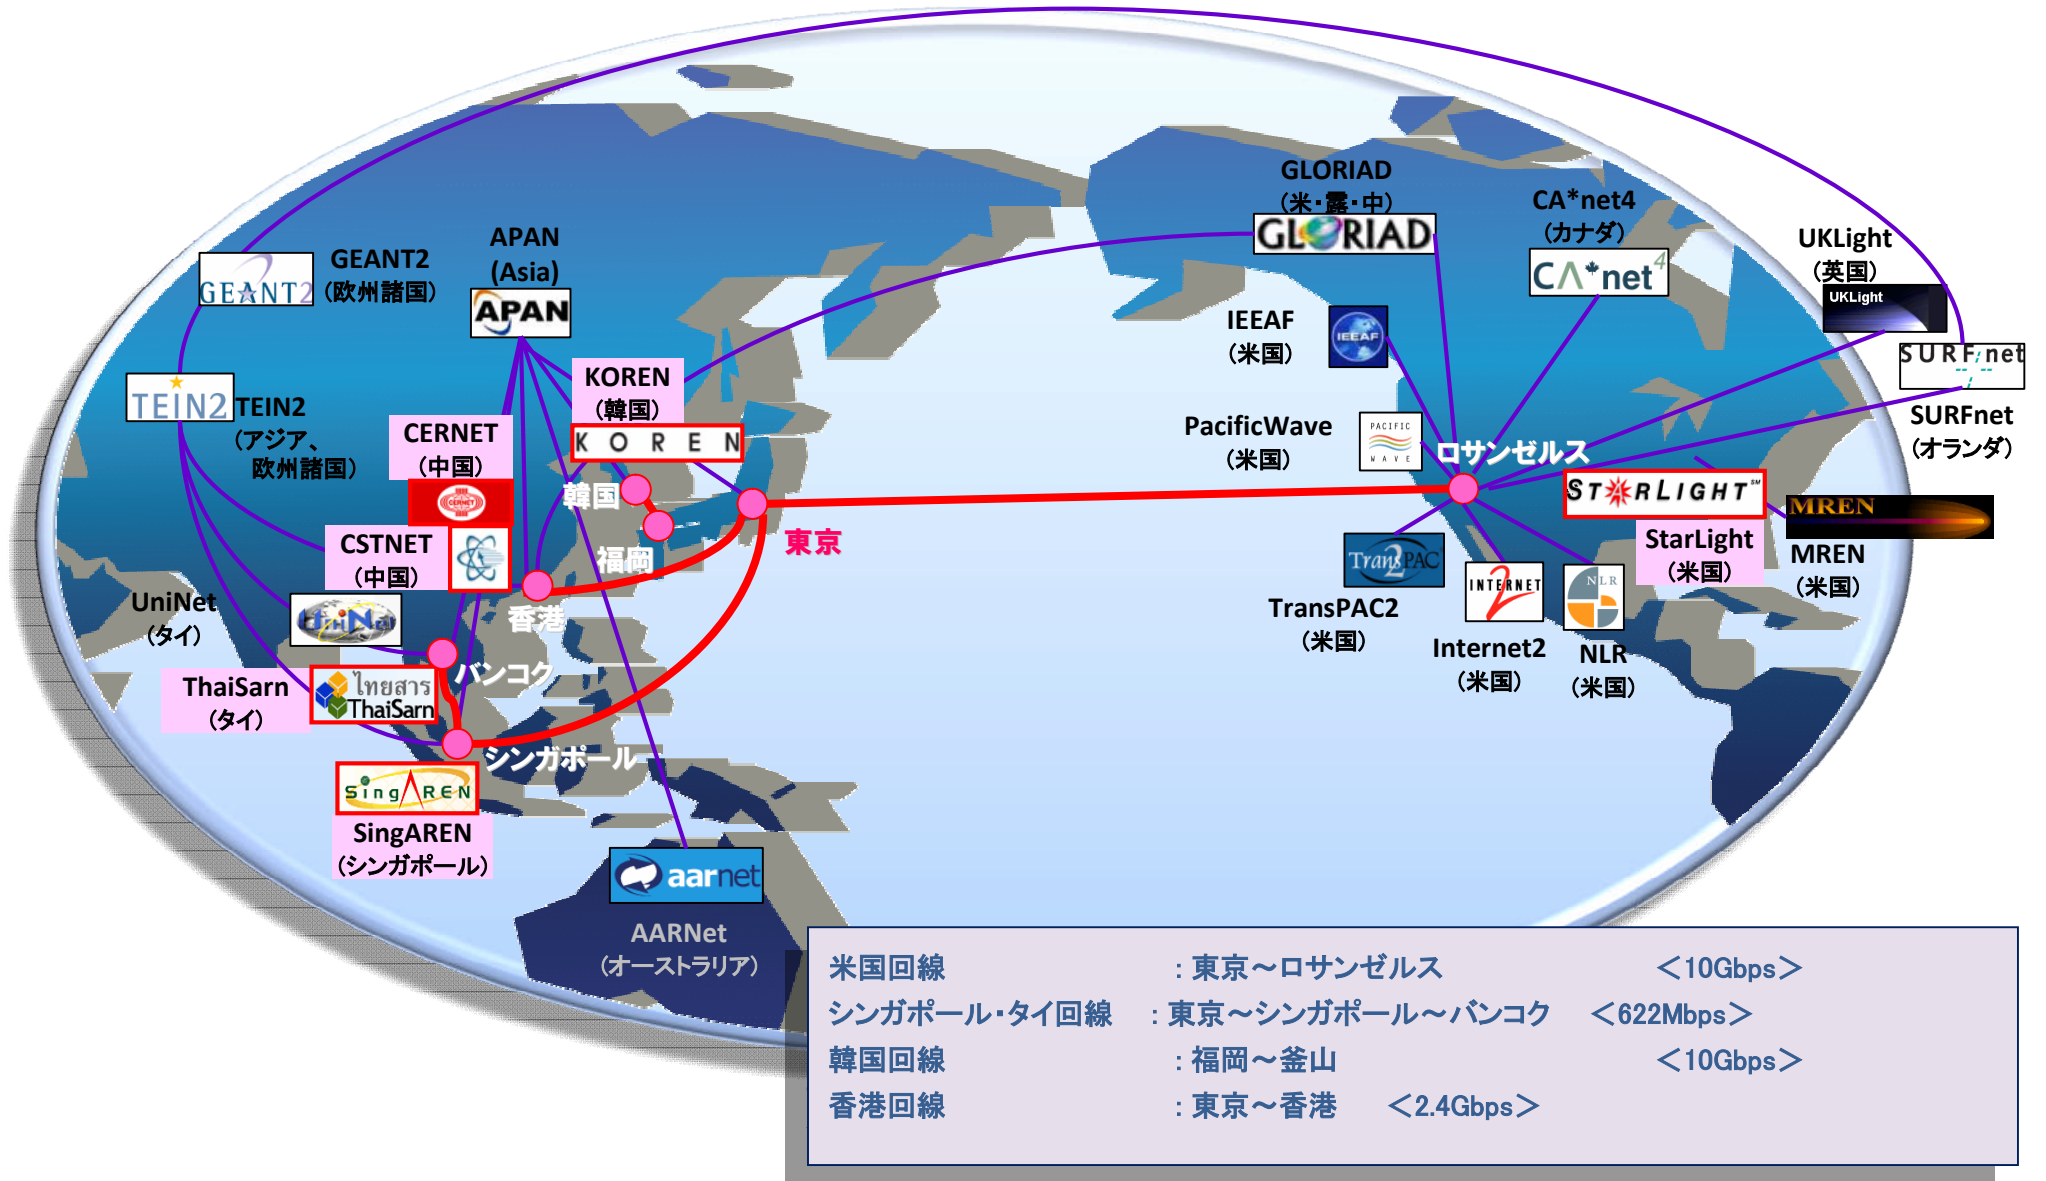 GLORIAD
（米・露・中）
GLORIAD
CA*net4
（カナダ）
CA*net4
UKLight
（英国）
UKLight
SURFnet
SURFnet
（オランダ）
GEANT2
（欧州諸国）
GEANT2
APAN
(Asia)
APAN
IEEAF
（米国）
IEEAF
TEIN2
TEIN2
（アジア、
欧州諸国）
KOREN
（韓国）
KOREN
CERNET
（中国）
CERNET
PacificWave
（米国）
PACIFIC
WAVE
ロサンゼルス
韓国
福岡
東京
STARLIGHT℠
StarLight
（米国）
MREN
MREN
（米国）
CSTNET
（中国）
香港
UniNet
（タイ）
UniNet
TransPAC2
TransPAC2
（米国）
INTERNET
2
Internet2
（米国）
NLR
NLR
（米国）
バンコク
ThaiSarn
（タイ）
ไทยสาร
ThaiSarn
シンガポール
SingAREN
SingAREN
（シンガポール）
aarnet
AARNet
（オーストラリア）
米国回線 ：東京～ロサンゼルス ＜10Gbps＞
シンガポール・タイ回線 ：東京～シンガポール～バンコク ＜622Mbps＞
韓国回線 ：福岡～釜山 ＜10Gbps＞
香港回線 ：東京～香港 ＜2.4Gbps＞